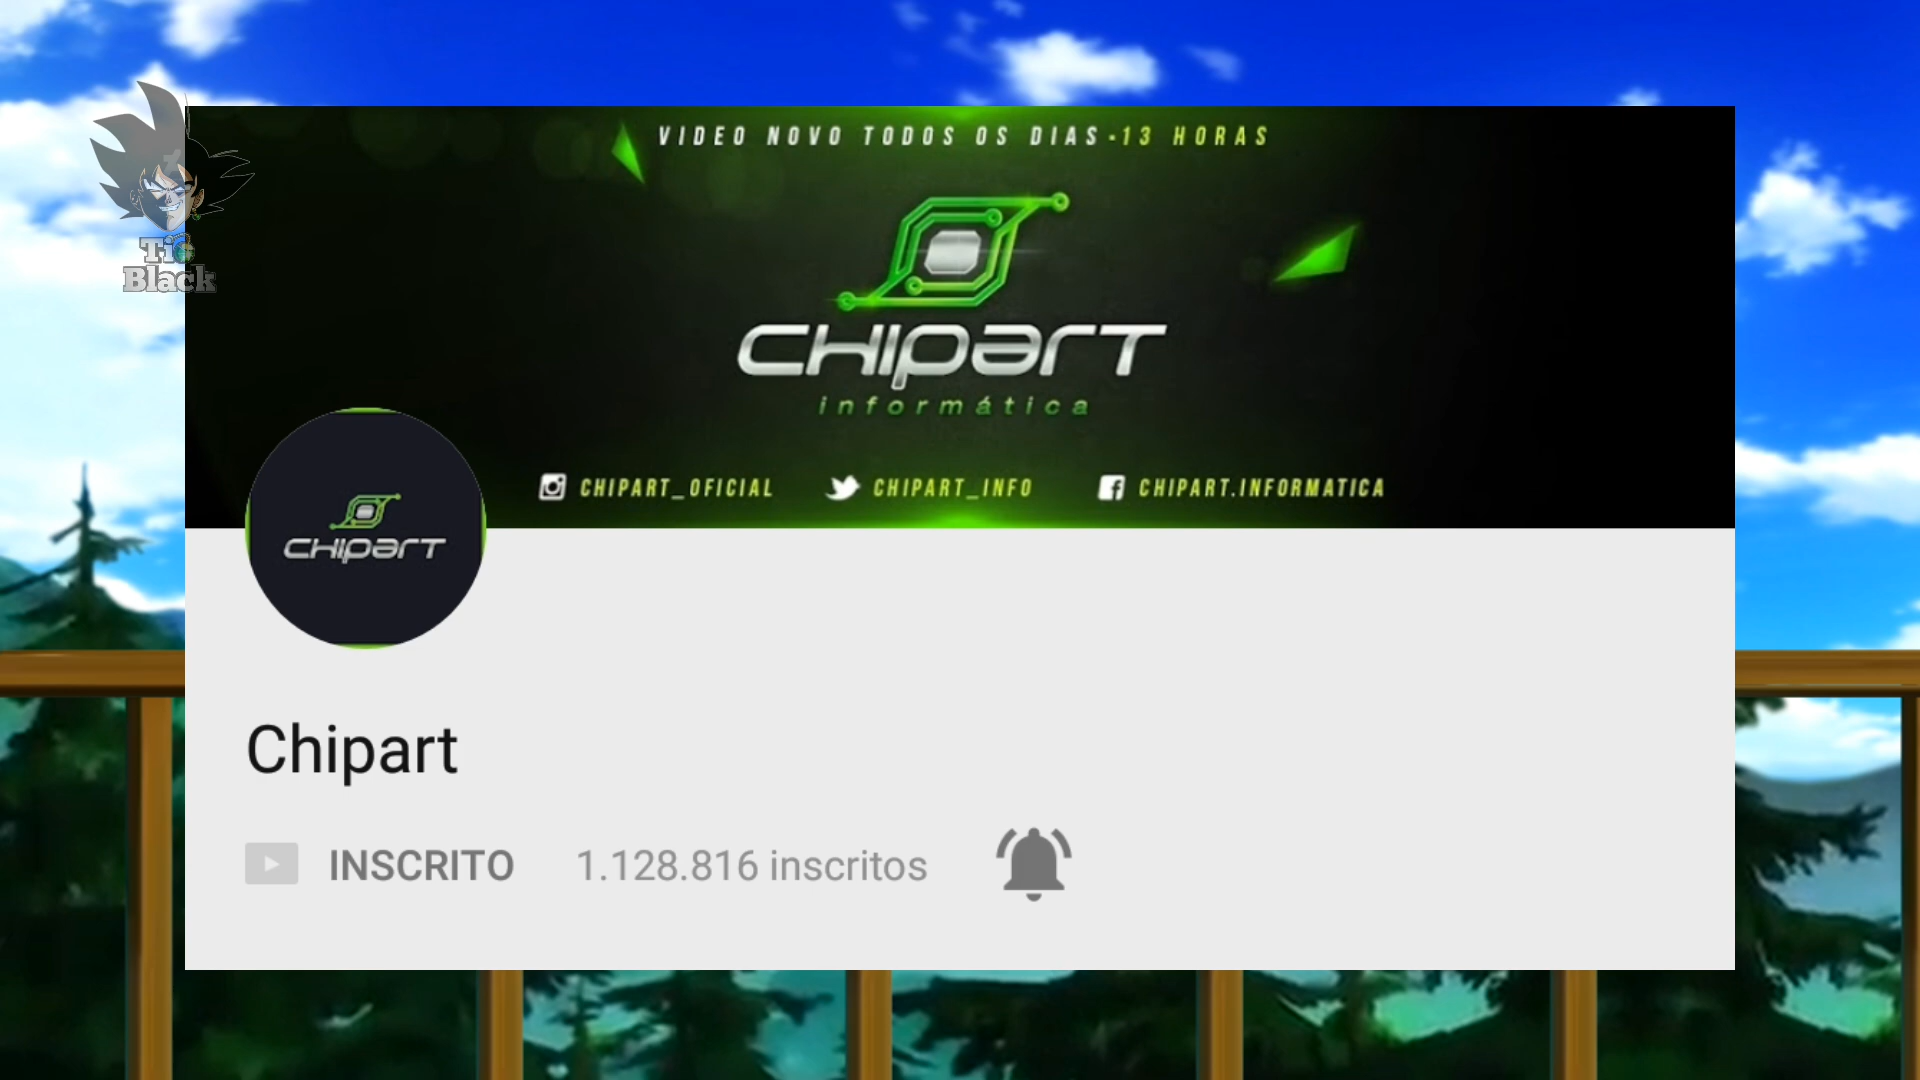 VIDEO NOVO TODOS OS DIAS-13 HORAS
Tio
Black
CHIPART
informática
CHIPART_OFICIAL CHIPART_INFO CHIPART.INFORMATICA
CHIPART
Chipart
INSCRITO 1.128.816 inscritos